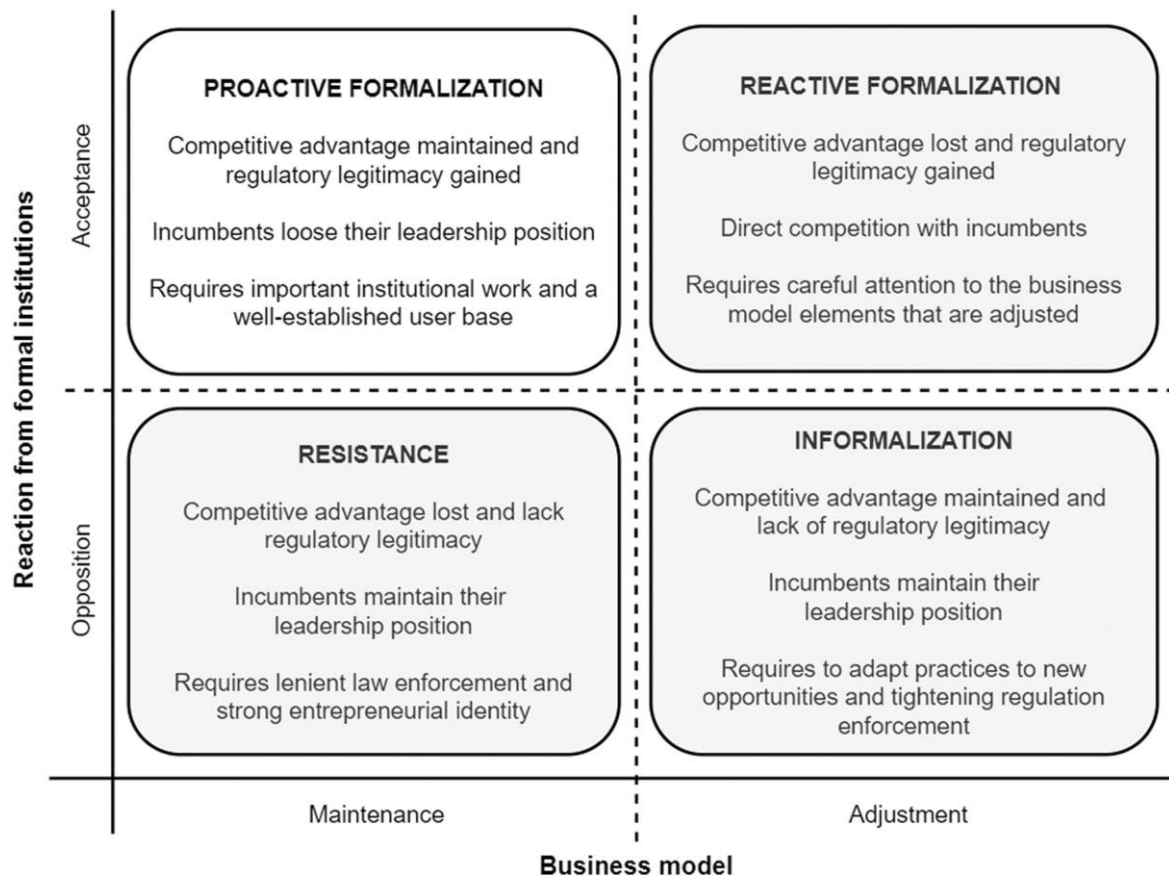 Reaction from formal institutions
Acceptance
PROACTIVE FORMALIZATION
Competitive advantage maintained and
regulatory legitimacy gained
Incumbents loose their leadership position
Requires important institutional work and a
well-established user base
REACTIVE FORMALIZATION
Competitive advantage lost and regulatory
legitimacy gained
Direct competition with incumbents
Requires careful attention to the business
model elements that are adjusted
Opposition
RESISTANCE
Competitive advantage lost and lack
regulatory legitimacy
Incumbents maintain their
leadership position
Requires lenient law enforcement and
strong entrepreneurial identity
INFORMALIZATION
Competitive advantage maintained and
lack of regulatory legitimacy
Incumbents maintain their
leadership position
Requires to adapt practices to new
opportunities and tightening regulation
enforcement
Maintenance
Adjustment
Business model